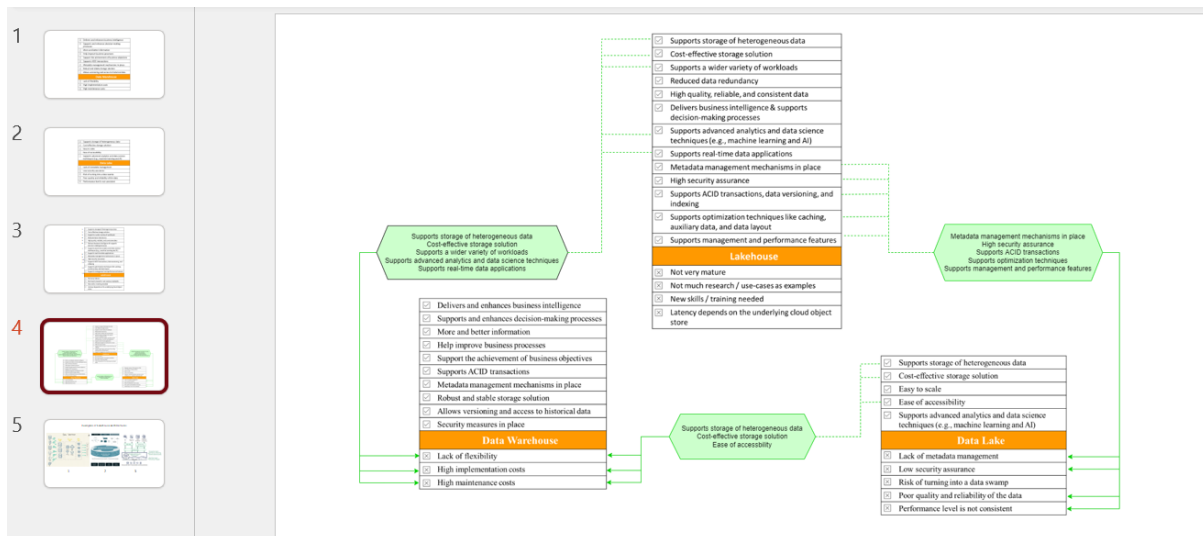 1
2
3
4
5
Supports storage of heterogeneous data
Cost-effective storage solution
Supports a wider variety of workloads
Reduced data redundancy
High quality, reliable, and consistent data
Delivers business intelligence & supports
decision-making processes
Supports advanced analytics and data science
techniques (e.g., machine learning and AI)
Supports real-time data applications
Metadata management mechanisms in place
High security assurance
Supports ACID transactions, data versioning, and
indexing
Supports optimization techniques like caching,
auxiliary data, and data layout
Supports management and performance features
Lakehouse
Not very mature
Not much research / use-cases as examples
New skills / training needed
Latency depends on the underlying cloud object
store
Supports storage of heterogeneous data
Cost-effective storage solution
Supports a wider variety of workloads
Supports advanced analytics and data science techniques
Supports real-time data applications
Metadata management mechanisms in place
High security assurance
Supports ACID transactions
Supports optimization techniques
Supports management and performance features
Delivers and enhances business intelligence
Supports and enhances decision-making processes
More and better information
Help improve business processes
Support the achievement of business objectives
Supports ACID transactions
Metadata management mechanisms in place
Robust and stable storage solution
Allows versioning and access to historical data
Security measures in place
Data Warehouse
Lack of flexibility
High implementation costs
High maintenance costs
Supports storage of heterogeneous data
Cost-effective storage solution
Ease of accessbility
Supports storage of heterogeneous data
Cost-effective storage solution
Easy to scale
Ease of accessibility
Supports advanced analytics and data science
techniques (e.g., machine learning and AI)
Data Lake
Lack of metadata management
Low security assurance
Risk of turning into a data swamp
Poor quality and reliability of the data
Performance level is not consistent